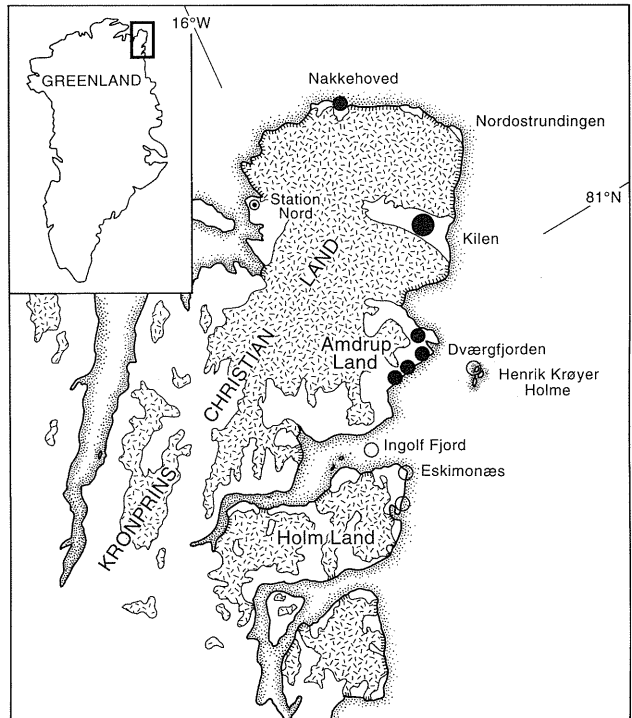 16°W
GREENLAND
Nakkehoved
Nordostrundingen
81°N
Station
Nord
Kilen
KRONPRINS CHRISTIAN LAND
Amdrup
Land
Dværgfjorden
Henrik Krøyer
Holme
Ingolf Fjord
Eskimonæs
Holm Land